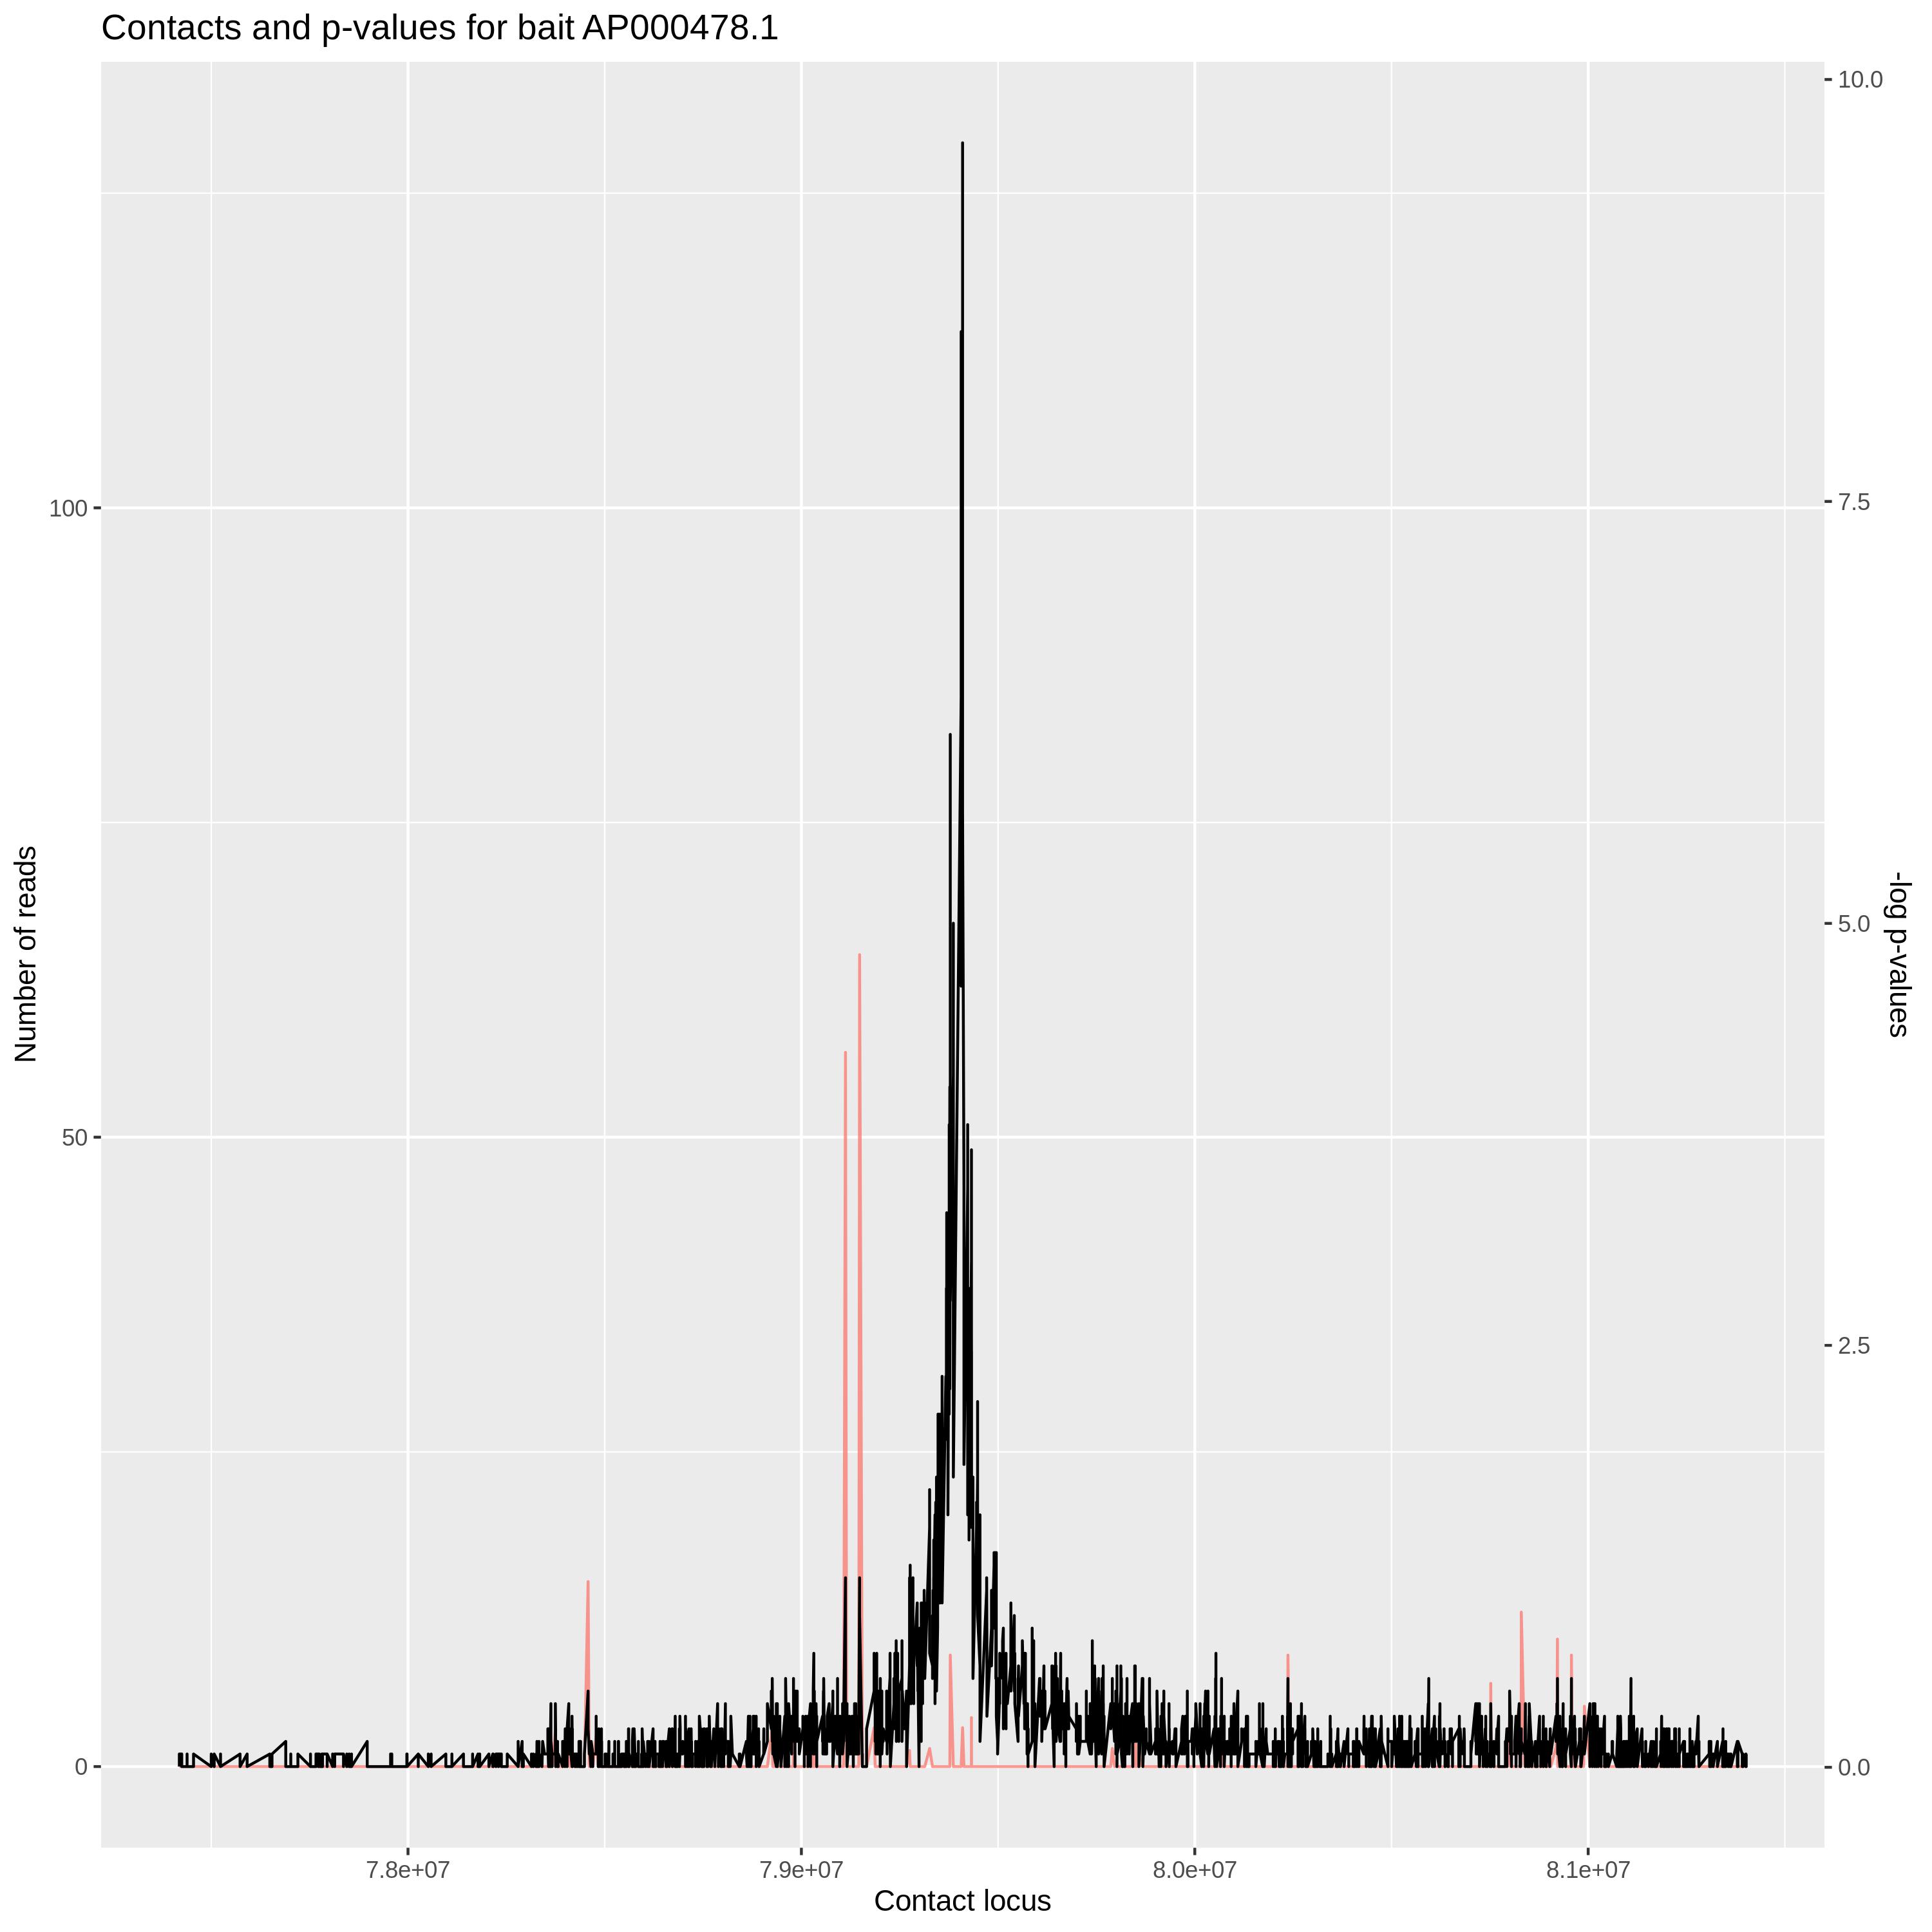 Contacts and p-values for bait AP000478.1
10.0
100
7.5
Number of reads
5.0
-log p-values
50
2.5
0
0.0
7.8e+07
7.9e+07
8.0e+07
8.1e+07
Contact locus